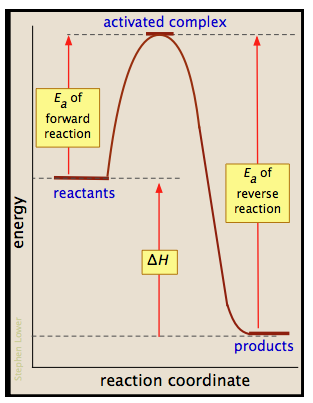 activated complex
Ea of
forward
reaction
reactants
Ea of
reverse
reaction
ΔH
energy
products
reaction coordinate
Stephen Lower